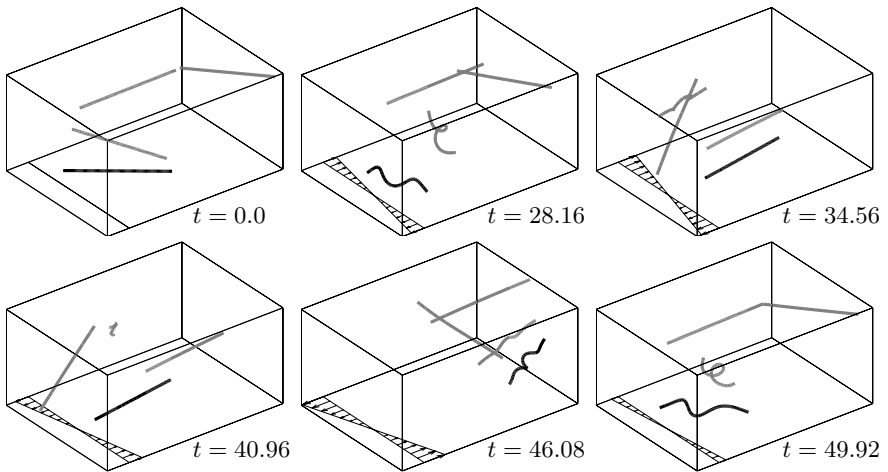 t = 0.0
t = 28.16
t = 34.56
t = 40.96
t = 46.08
t = 49.92